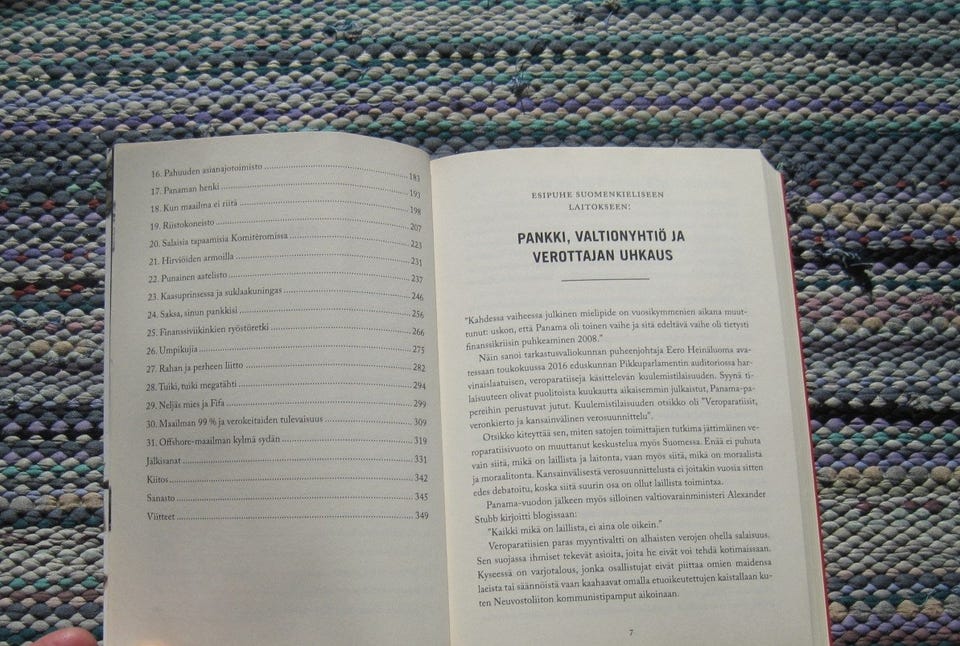 16. Pahuuden asianajotoimisto 183
17. Panaman henki 193
18. Kun maailma ei riitä 198
19. Riistokoneisto 207
20. Salaisia tapaamisia Komitéromissa 223
21. Hirviöiden armoilla 231
22. Punainen aatelisto 237
23. Kaasuprinsessa ja suklaakuningas 246
24. Saksa, sinun pankkisi 256
25. Finanssiviikinkien ryöstöretki 266
26. Umpikujia 275
27. Rahan ja perheen liitto 282
28. Tuiki, tuiki megatähti 294
29. Neljäs mies ja Fifa 299
30. Maailman 99 % ja verokeitaiden tulevaisuus 309
31. Offshore-maailman kylmä sydän 319
Jälkisanat 331
Kiitos 342
Sanasto 345
Viitteet 349
ESIPUHE SUOMENKIELISEEN
LAITOKSEEN:
PANKKI, VALTIONYHTIÖ JA
VEROTTAJAN UHKAUS
"Kahdessa vaiheessa julkinen mielipide on vuosikymmenien aikana muut-
tunut: uskon, että Panama oli toinen vaihe ja sitä edeltävä vaihe oli tietysti
finanssikriisin puhkeaminen 2008."
Näin sanoi tarkastusvaliokunnan puheenjohtaja Eero Heinäluoma ava-
tessaan toukokuussa 2016 eduskunnan Pikkuparlamentin auditoriossa har-
vinaislaatuisen, veroparatiiseja käsittelevän kuulemistilaisuuden. Syynä ti-
laisuuteen olivat puolitoista kuukautta aikaisemmin julkaistut, Panama-pa-
pereihin perustuvat jutut. Kuulemistilaisuuden otsikko oli "Veroparatiisit,
veronkierto ja kansainvälinen verosuunnittelu".
Otsikko kiteyttää sen, miten satojen toimittajien tutkima jättimäinen ve-
roparatiisivuoto on muuttanut keskustelua myös Suomessa. Enää ei puhuta
vain siitä, mikä on laillista ja laitonta, vaan myös siitä, mikä on moraalista
ja moraalitonta. Kansainvälisestä verosuunnittelusta ei joitakin vuosia sitten
edes debatoitu, koska siitä suurin osa on ollut laillista toimintaa.
Panama-vuodon jälkeen myös silloinen valtiovarainministeri Alexander
Stubb kirjoitti blogissaan:
"Kaikki mikä on laillista, ei aina ole oikein."
Veroparatiisien paras myyntivaltti on alhaisten verojen ohella salaisuus.
Sen suojassa ihmiset tekevät asioita, joita he eivät voi tehdä kotimaissaan.
Kyseessä on varjotalous, jonka osallistujat eivät piittaa omien maidensa
laeista tai säännöistä vaan kaahaavat omalla etuoikeutettujen kaistallaan ku-
ten Neuvostoliiton kommunistipamput aikoinaan.
7